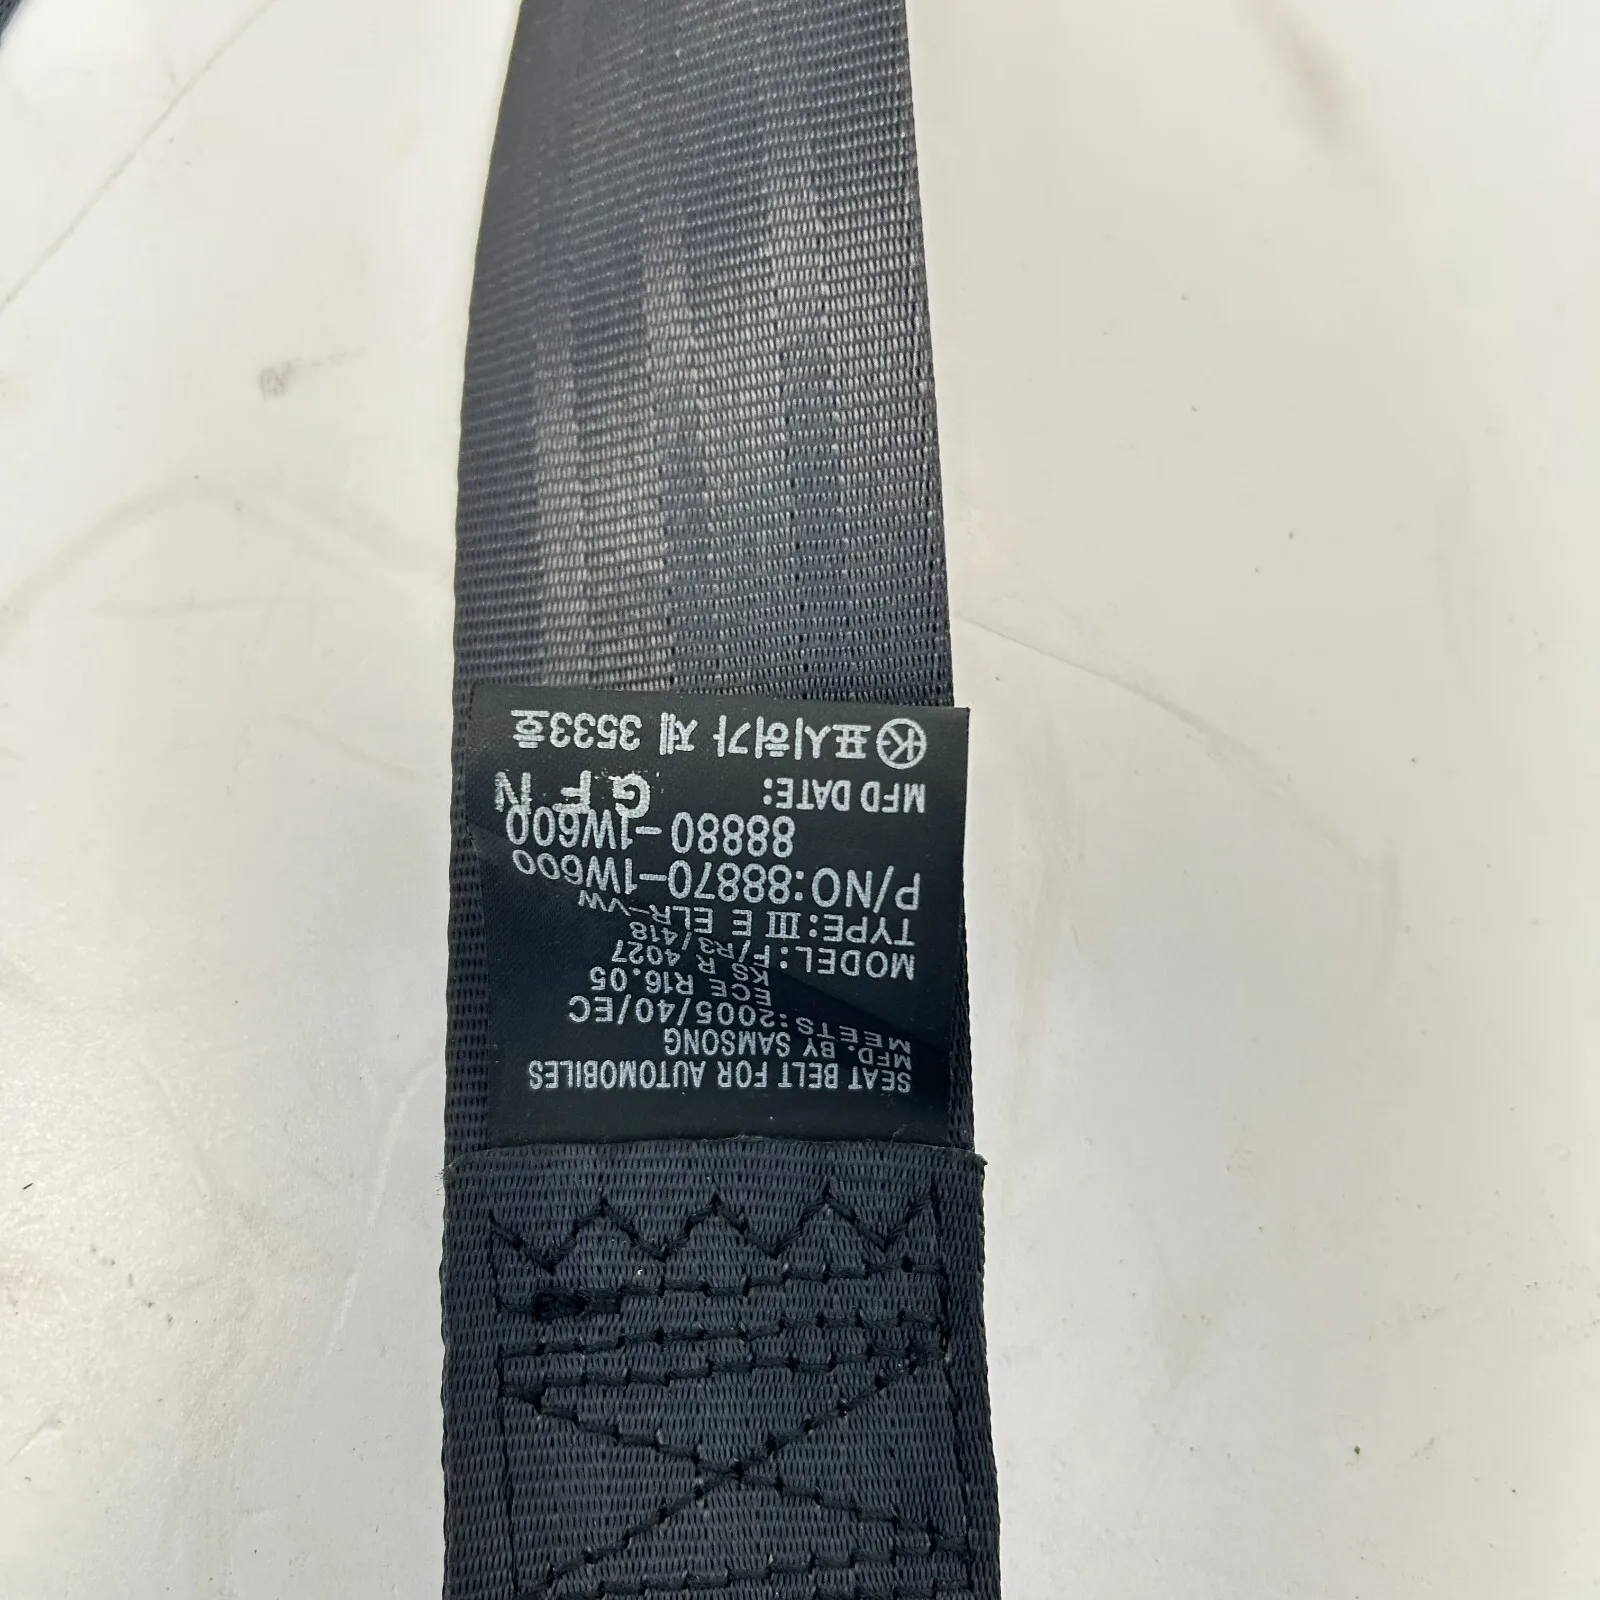 SEAT BELT FOR AUTOMOBILES
MFD. BY SAMSONG
MEETS:2005/40/EC
ECE R16.05
KSR 4027
MODEL:F/R3/418
TYPE:Ⅲ E ELR-VW
P/NO:88870-1W600
88880-1W600
MFD DATE: G F N
K 표시허가 제 3533호